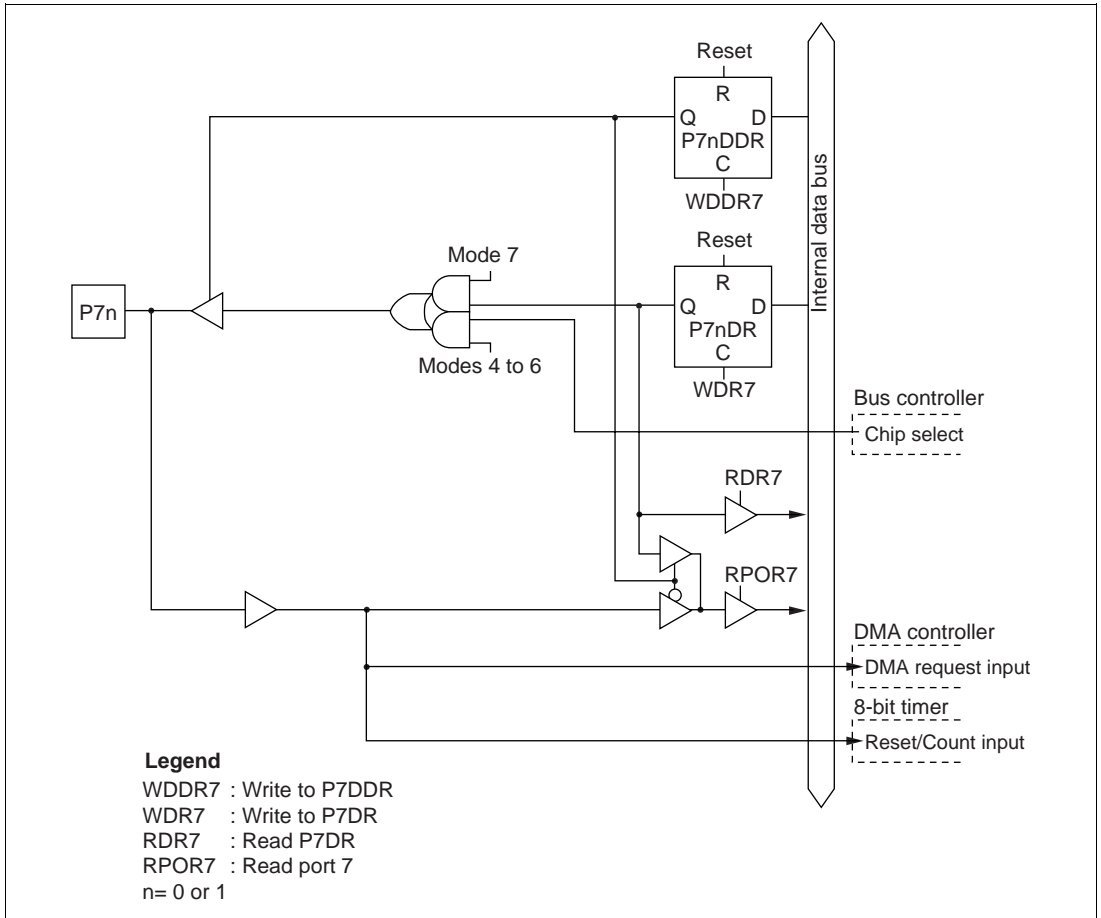 Reset
R
Q D
P7nDDR
C
WDDR7
Reset
R
Q D
P7nDR
C
WDR7
Internal data bus
Mode 7
P7n
Modes 4 to 6
Bus controller
Chip select
RDR7
RPOR7
DMA controller
DMA request input
8-bit timer
Reset/Count input
Legend
WDDR7 : Write to P7DDR
WDR7 : Write to P7DR
RDR7 : Read P7DR
RPOR7 : Read port 7
n= 0 or 1